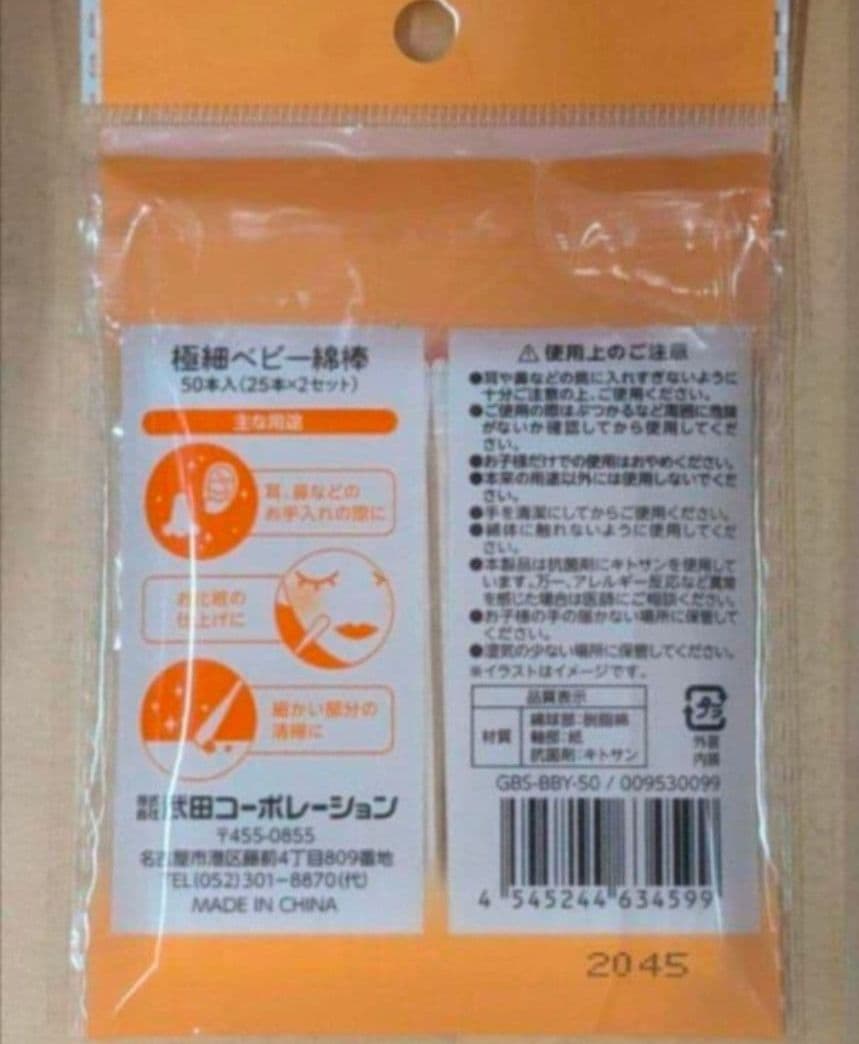 極細ベビー綿棒
50本入(25本×2セット)
主な用途
耳、鼻などの
お手入れの際に
お化粧の
仕上げに
細かい部分の
清掃に
株式会社武田コーポレーション
〒455-0855
名古屋市港区藤前4丁目809番地
TEL(052)301-8870(代)
MADE IN CHINA
⚠使用上のご注意
●耳や鼻などの奥に入れすぎないように
十分ご注意の上、ご使用ください。
●ご使用の際はぶつかるなど周囲に危険
がないか確認してから使用してくだ
さい。
●お子様だけでの使用はおやめください。
●本来の用途以外には使用しないでくだ
さい。
●手を清潔にしてからご使用ください。
●綿体に触れないように使用してくだ
さい。
●本製品は抗菌剤にキトサンを使用して
います。万一、アレルギー反応など異常
を感じた場合は医師にご相談ください。
●お子様の手の届かない場所に保管して
ください。
●湿気の少ない場所に保管してください。
※イラストはイメージです。
品質表示
材質
綿球部:脱脂綿
軸部:紙
抗菌剤:キトサン
プラ
外装
内装
GBS-BBY-50 / 009530099
4 545244 634599
2045